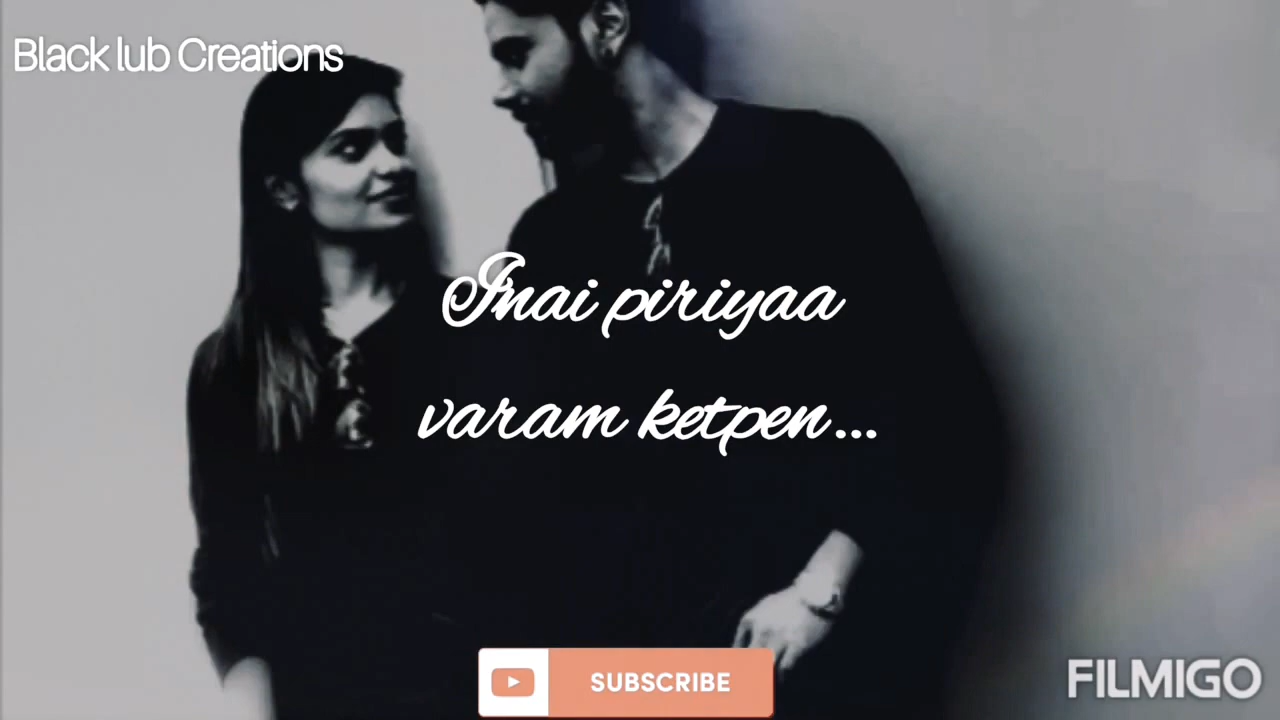 Black lub Creations
Inai piriyaa
varam ketpen...
SUBSCRIBE
FILMIGO